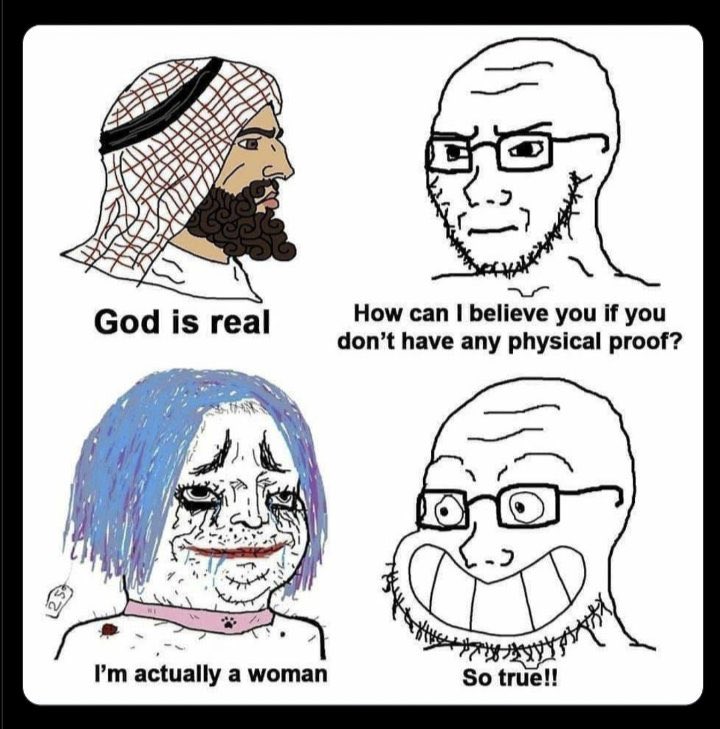 God is real
How can I believe you if you
don't have any physical proof?
I'm actually a woman
So true!!